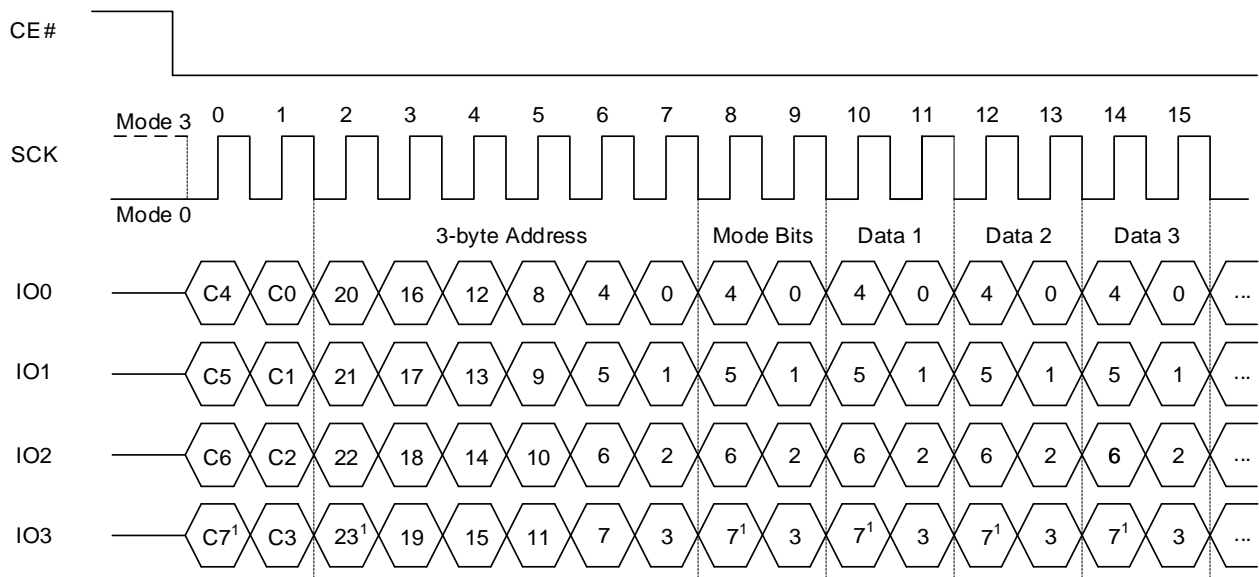 CE#
Mode 3 0 1 2 3 4 5 6 7 8 9 10 11 12 13 14 15
SCK
Mode 0
3-byte Address Mode Bits Data 1 Data 2 Data 3
IO0 C4 C0 20 16 12 8 4 0 4 0 4 0 4 0 4 0 ...
IO1 C5 C1 21 17 13 9 5 1 5 1 5 1 5 1 5 1 ...
IO2 C6 C2 22 18 14 10 6 2 6 2 6 2 6 2 6 2 ...
IO3 C7¹ C3 23¹ 19 15 11 7 3 7¹ 3 7¹ 3 7¹ 3 7¹ 3 ...